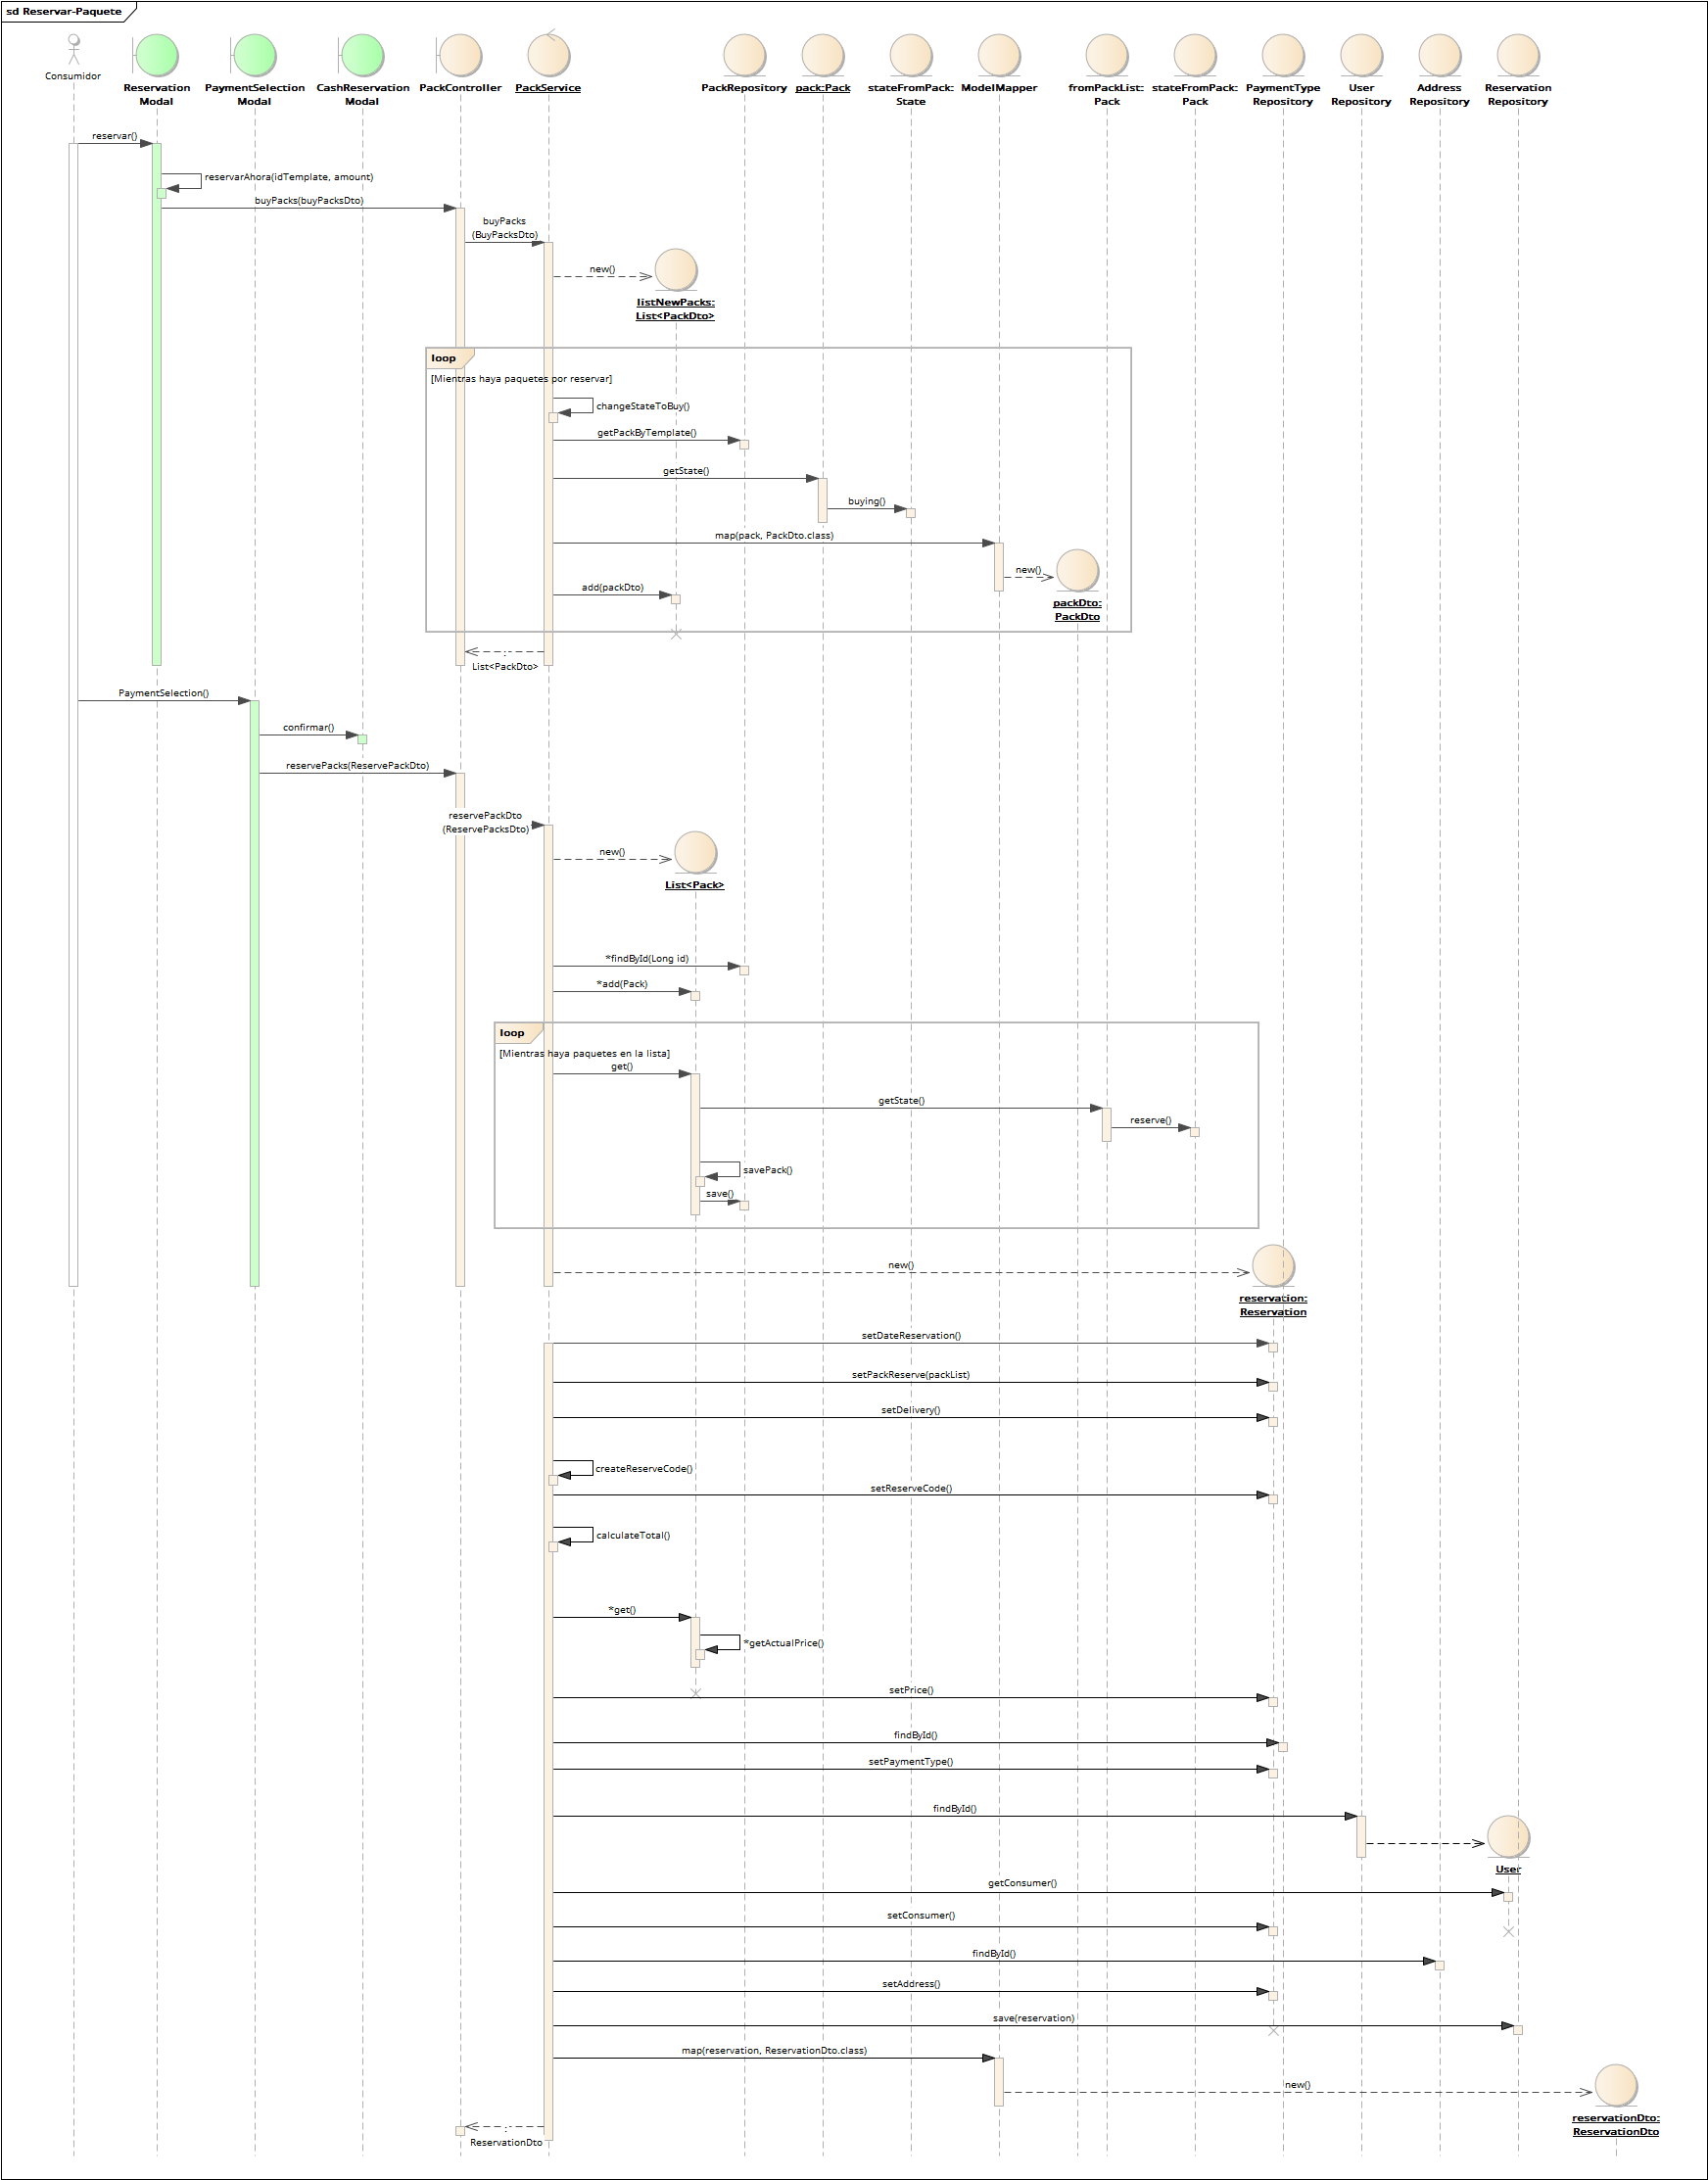 sd Reservar-Paquete
Consumidor
Reservation
Modal
PaymentSelection
Modal
CashReservation
Modal
PackController
PackService
PackRepository
pack:Pack
stateFromPack:
State
ModelMapper
fromPackList:
Pack
stateFromPack:
Pack
PaymentType
Repository
User
Repository
Address
Repository
Reservation
Repository
reservar()
reservarAhora(idTemplate, amount)
buyPacks(buyPacksDto)
buyPacks
(BuyPacksDto)
new()
listNewPacks:
List<PackDto>
loop
[Mientras haya paquetes por reservar]
changeStateToBuy()
getPackByTemplate()
getState()
buying()
map(pack, PackDto.class)
new()
add(packDto)
packDto:
PackDto
:
List<PackDto>
PaymentSelection()
confirmar()
reservePacks(ReservePackDto)
reservePackDto
(ReservePacksDto)
new()
List<Pack>
*findById(Long id)
*add(Pack)
loop
[Mientras haya paquetes en la lista]
get()
getState()
reserve()
savePack()
save()
new()
reservation:
Reservation
setDateReservation()
setPackReserve(packList)
setDelivery()
createReserveCode()
setReserveCode()
calculateTotal()
*get()
*getActualPrice()
setPrice()
findById()
setPaymentType()
findById()
User
getConsumer()
setConsumer()
findById()
setAddress()
save(reservation)
map(reservation, ReservationDto.class)
new()
reservationDto:
ReservationDto
:
ReservationDto